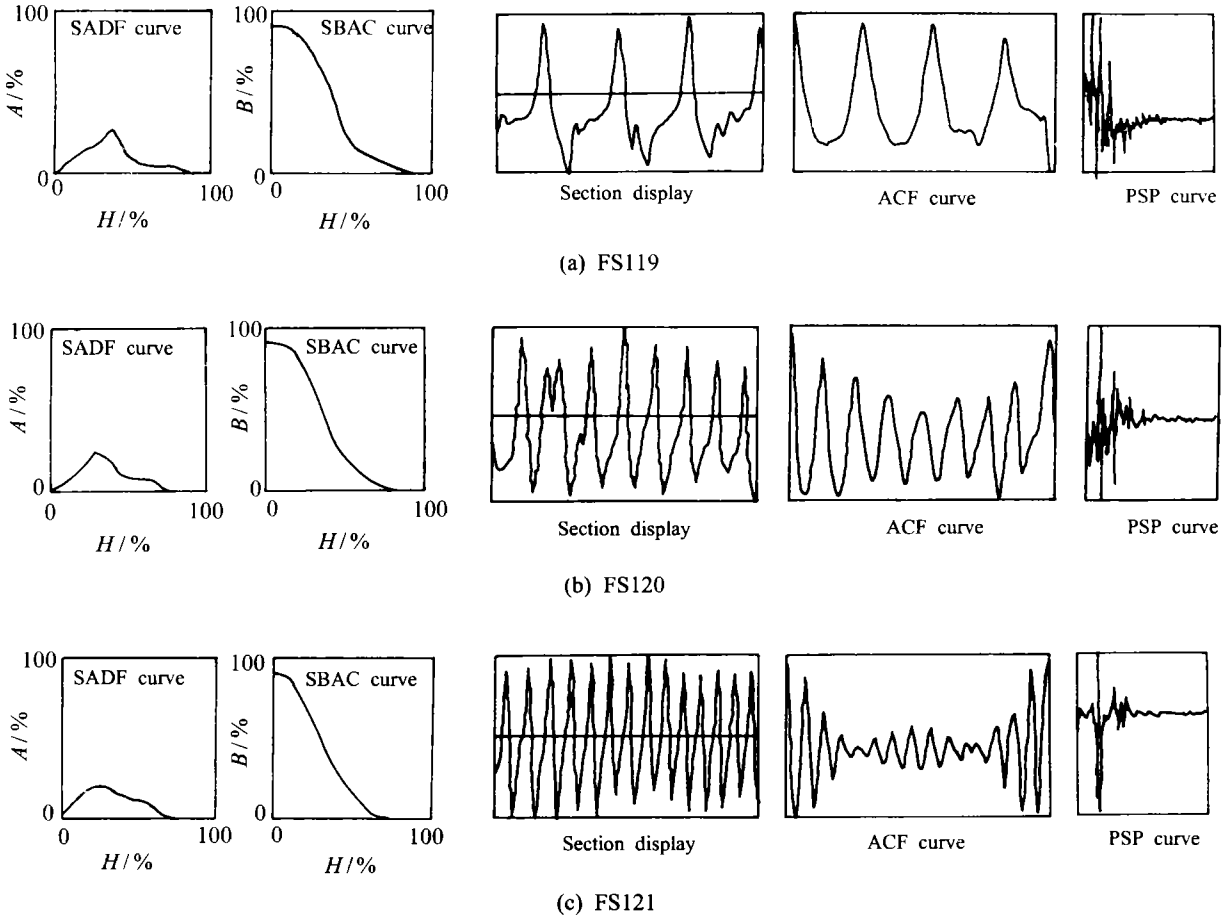 100
SADF curve
A/%
0
0
100
H/%
100
SBAC curve
B/%
0
0
100
H/%
Section display
ACF curve
PSP curve
(a) FS119
100
SADF curve
A/%
0
0
100
H/%
100
SBAC curve
B/%
0
0
100
H/%
Section display
ACF curve
PSP curve
(b) FS120
100
SADF curve
A/%
0
0
100
H/%
100
SBAC curve
B/%
0
0
100
H/%
Section display
ACF curve
PSP curve
(c) FS121